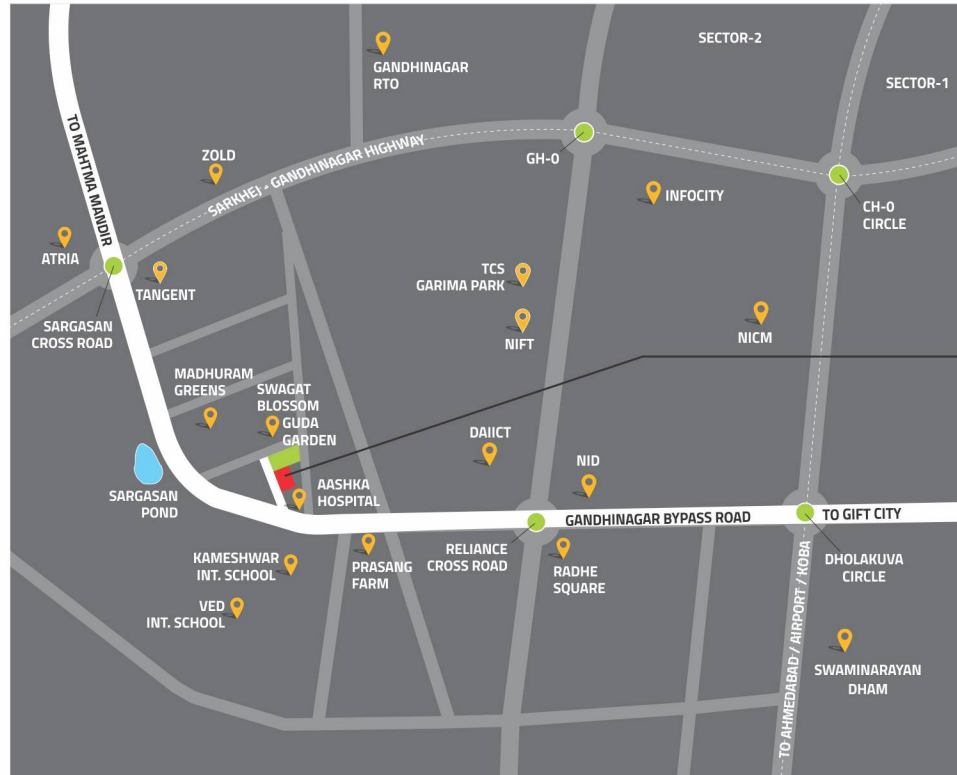 SECTOR-2
GANDHINAGAR
RTO
SECTOR-1
TO MAHTMA MANDIR
ZOLD
SARKHEJ - GANDHINAGAR HIGHWAY
GH-0
INFOCITY
CH-0
CIRCLE
ATRIA
TANGENT
TCS
GARIMA PARK
SARGASAN
CROSS ROAD
NIFT
NICM
MADHURAM
GREENS
SWAGAT
BLOSSOM
GUDA
GARDEN
DAIICT
NID
SARGASAN
POND
AASHKA
HOSPITAL
GANDHINAGAR BYPASS ROAD
TO GIFT CITY
KAMESHWAR
INT. SCHOOL
PRASANG
FARM
RELIANCE
CROSS ROAD
RADHE
SQUARE
DHOLAKUVA
CIRCLE
VED
INT. SCHOOL
TO AHMEDABAD / AIRPORT / KOBA
SWAMINARAYAN
DHAM